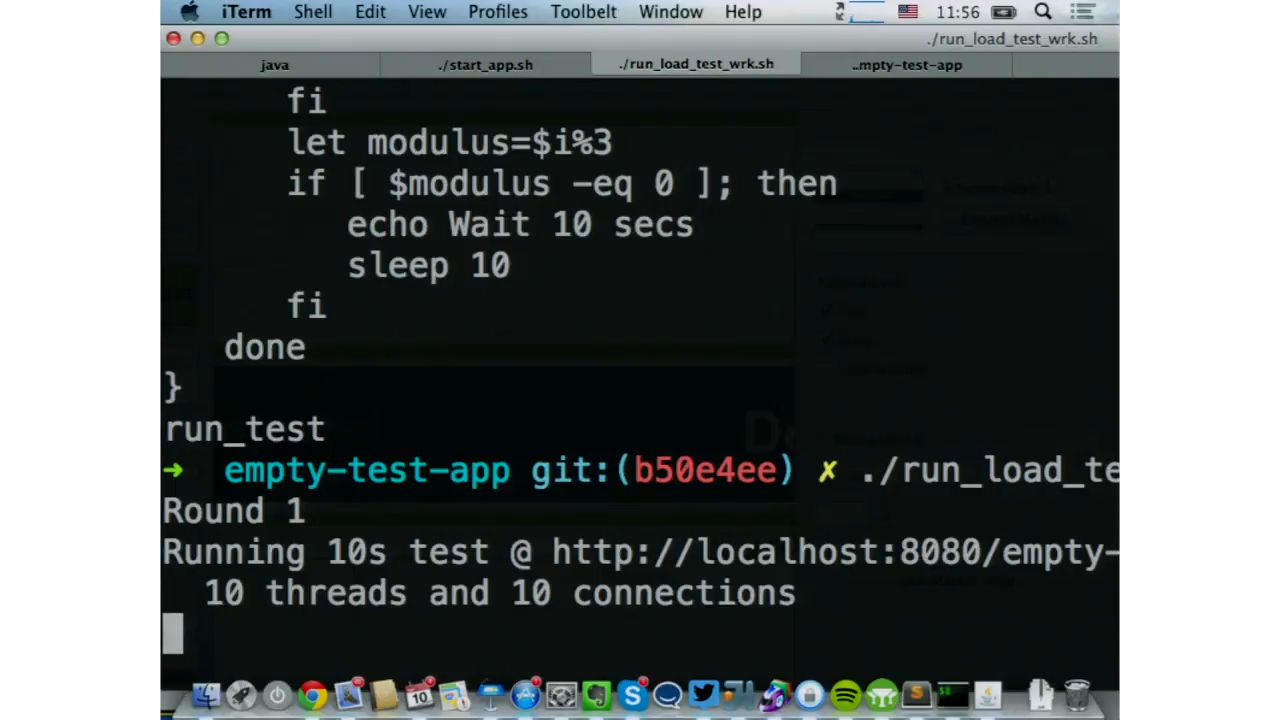 iTerm Shell Edit View Profiles Toolbelt Window Help 11:56
./run_load_test_wrk.sh
java ./start_app.sh ./run_load_test_wrk.sh ..mpty-test-app
fi
let modulus=$i%3
if [ $modulus -eq 0 ]; then
echo Wait 10 secs
sleep 10
fi
done
}
run_test
➜ empty-test-app git:(b50e4ee) ✗ ./run_load_te
Round 1
Running 10s test @ http://localhost:8080/empty-
10 threads and 10 connections